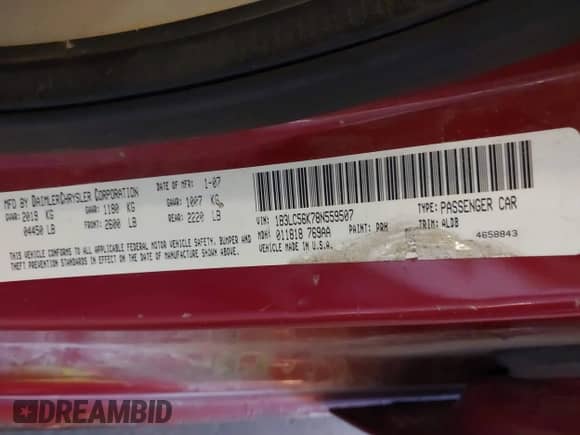 MFD BY DAIMLERCHRYSLER CORPORATION DATE OF MFR: 1-07
GVWR: 2019 KG GAWR: 1180 KG GAWR: 1007 KG
04450 LB FRONT: 2600 LB REAR: 2220 LB
THIS CONFORMS TO ALL APPLICABLE FEDERAL MOTOR VEHICLE SAFETY, BUMPER AND
THEFT PREVENTION STANDARDS IN EFFECT ON THE DATE OF MANUFACTURE SHOWN ABOVE.
VIN: 1B3LC56K78N559507 TYPE: PASSENGER CAR
MDH: 011818 769AA PAINT: PRH TRIM: ALDB
MADE IN U.S.A. 4658843
DREAMBID